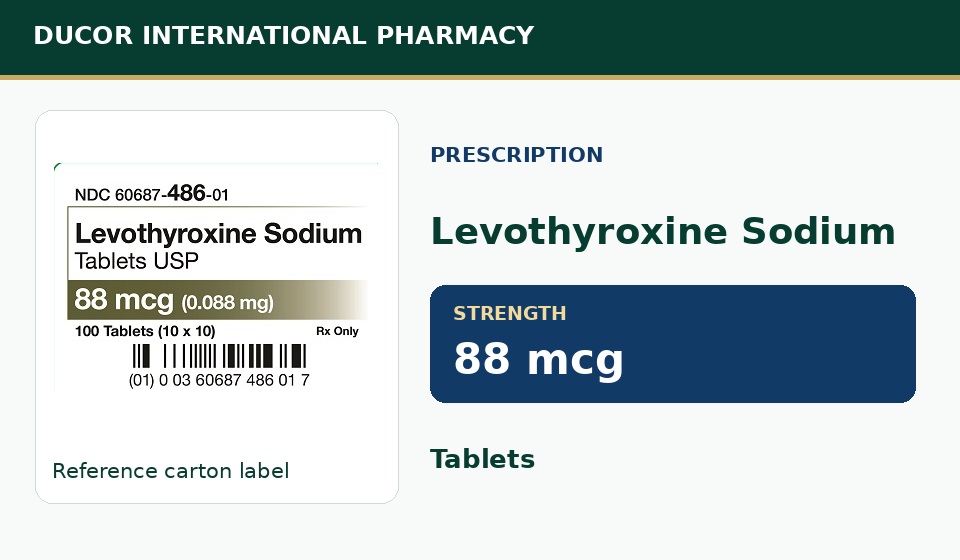 DUCOR INTERNATIONAL PHARMACY
NDC 60687-486-01
Levothyroxine Sodium
Tablets USP
88 mcg (0.088 mg)
100 Tablets (10 x 10) Rx Only
(01) 0 03 60687 486 01 7
Reference carton label
PRESCRIPTION
Levothyroxine Sodium
STRENGTH
88 mcg
Tablets